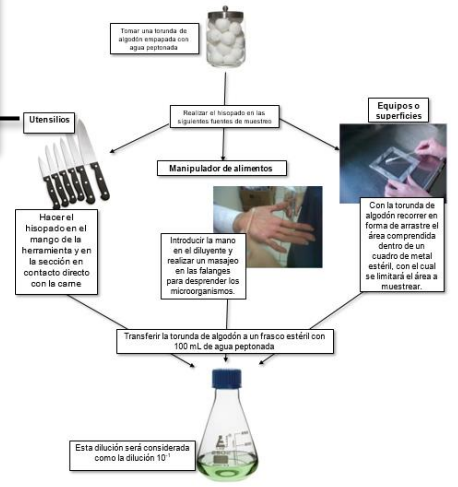 Tomar una torunda de
algodón empapada con
agua peptonada
Realizar el hisopado en las
siguientes fuentes de muestreo
Utensilios
Manipulador de alimentos
Equipos o
superficies
Hacer el
hisopado en el
mango de la
herramienta y en
la sección en
contacto directo
con la carne
Introducir la mano
en el diluyente y
realizar un masajeo
en las falanges
para desprender los
microorganismos.
Con la torunda de
algodón recorrer en
forma de arrastre el
área comprendida
dentro de un
cuadro de metal
estéril, con el cual
se limitará el área a
muestrear.
Transferir la torunda de algodón a un frasco estéril con
100 mL de agua peptonada
Esta dilución será considerada
como la dilución 10⁻¹